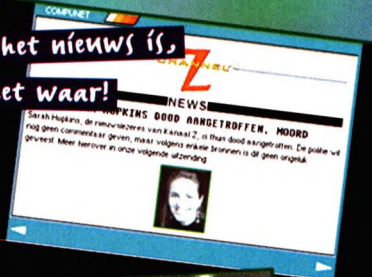 COMPUNET
het nieuws is,
et waar!
CHANNEL
Z
NEWS
HOPKINS DOOD AANGETROFFEN, MOORD
Sarah Hopkins, de nieuwslezeres van kanaal Z, is thuis dood aangetroffen. De politie wil
nog geen commentaar geven, maar volgens enkele bronnen is dit geen ongeluk
geweest. Meer hierover in onze volgende uitzending.